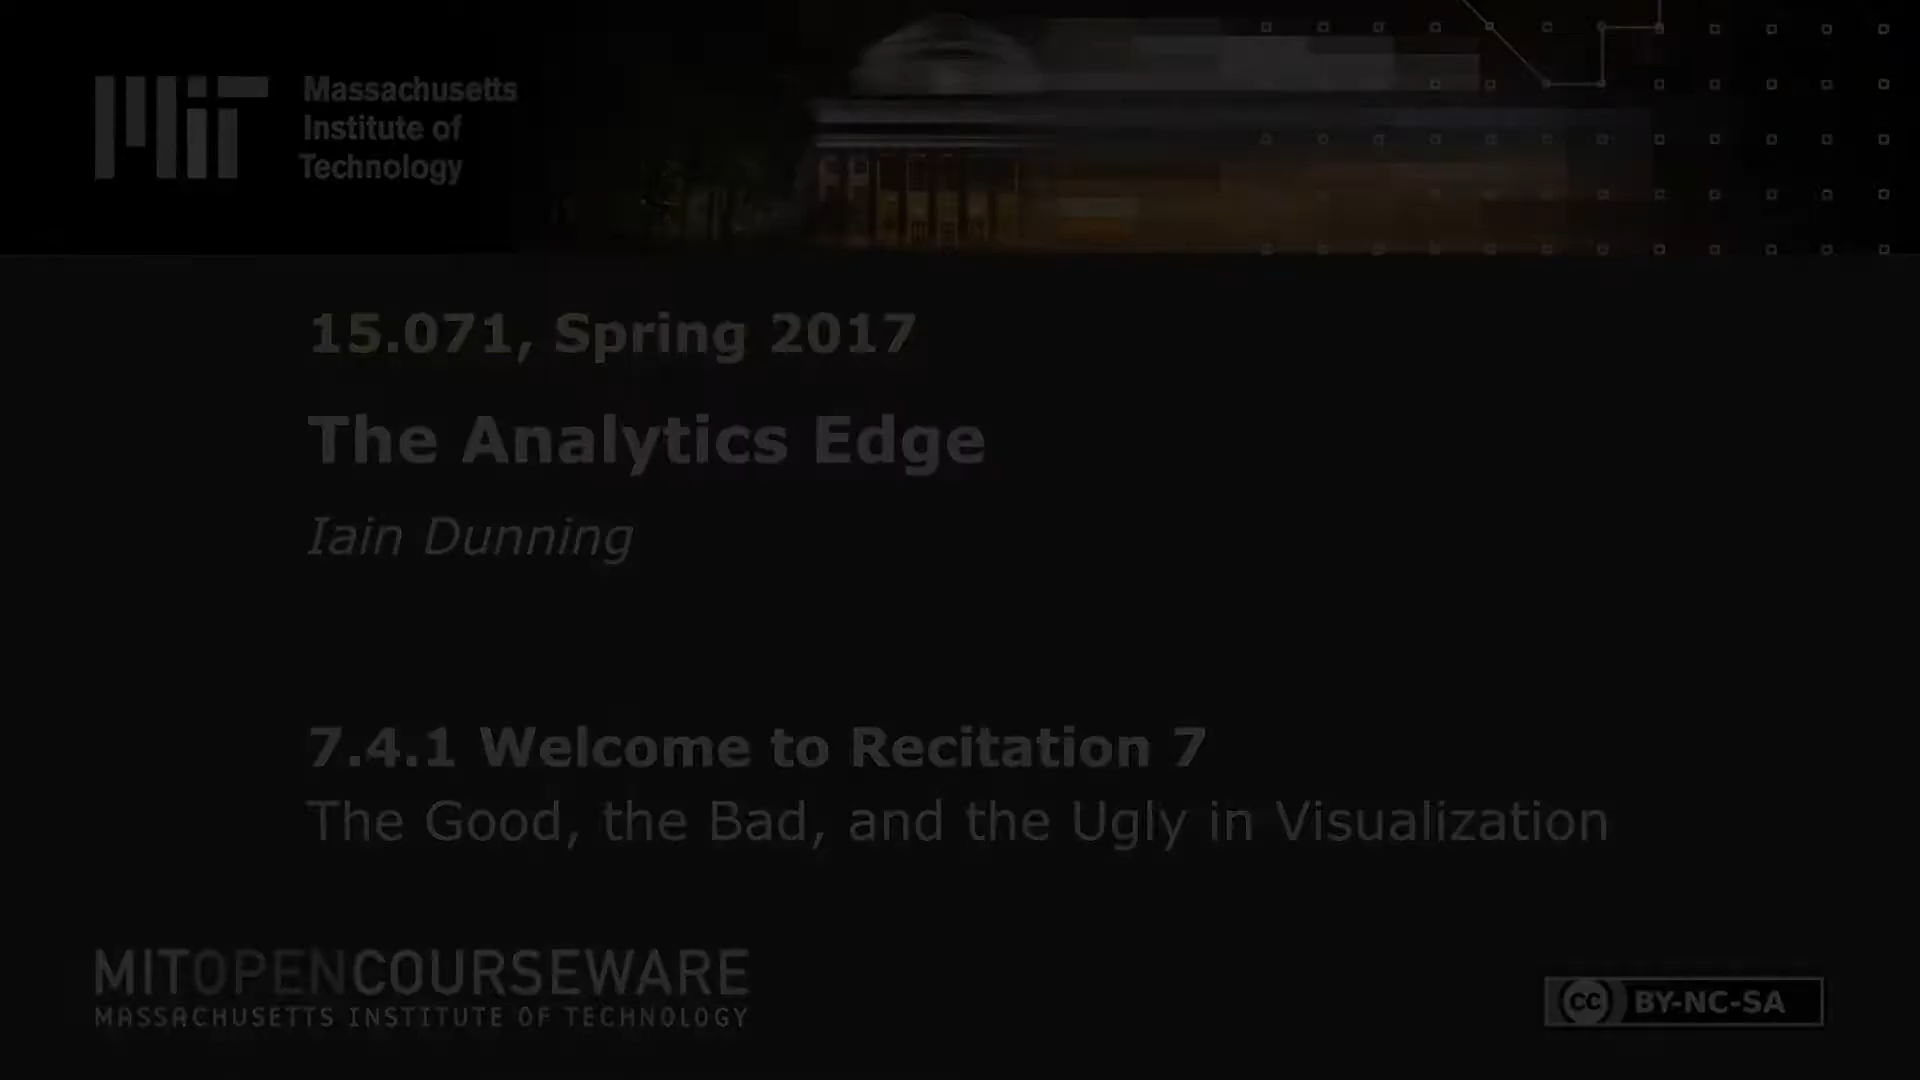 Massachusetts
Institute of
Technology
15.071, Spring 2017
The Analytics Edge
Iain Dunning
7.4.1 Welcome to Recitation 7
The Good, the Bad, and the Ugly in Visualization
MITOPENCOURSEWARE
MASSACHUSETTS INSTITUTE OF TECHNOLOGY
cc BY-NC-SA